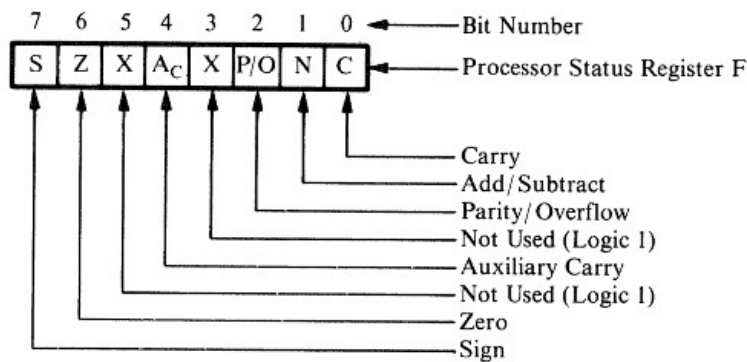 7 6 5 4 3 2 1 0 Bit Number
S Z X AC X P/O N C Processor Status Register F
Carry
Add/Subtract
Parity/Overflow
Not Used (Logic 1)
Auxiliary Carry
Not Used (Logic 1)
Zero
Sign